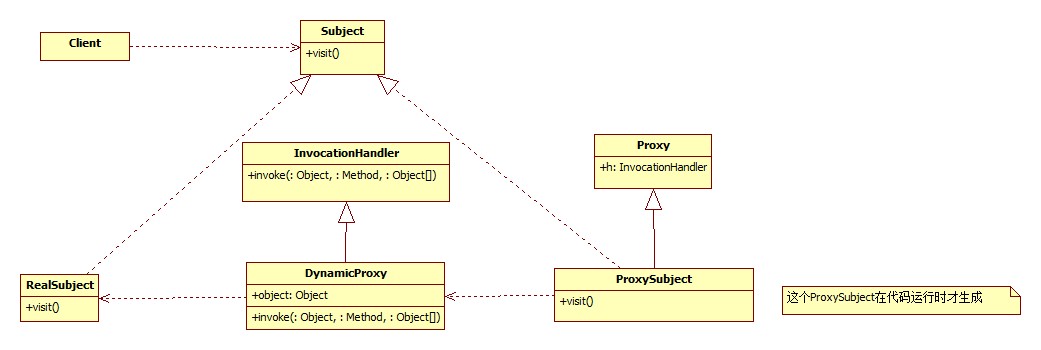 Client
Subject
+visit()
InvocationHandler
+invoke(: Object, : Method, : Object[])
Proxy
+h: InvocationHandler
RealSubject
+visit()
DynamicProxy
+object: Object
+invoke(: Object, : Method, : Object[])
ProxySubject
+visit()
这个ProxySubject在代码运行时才生成